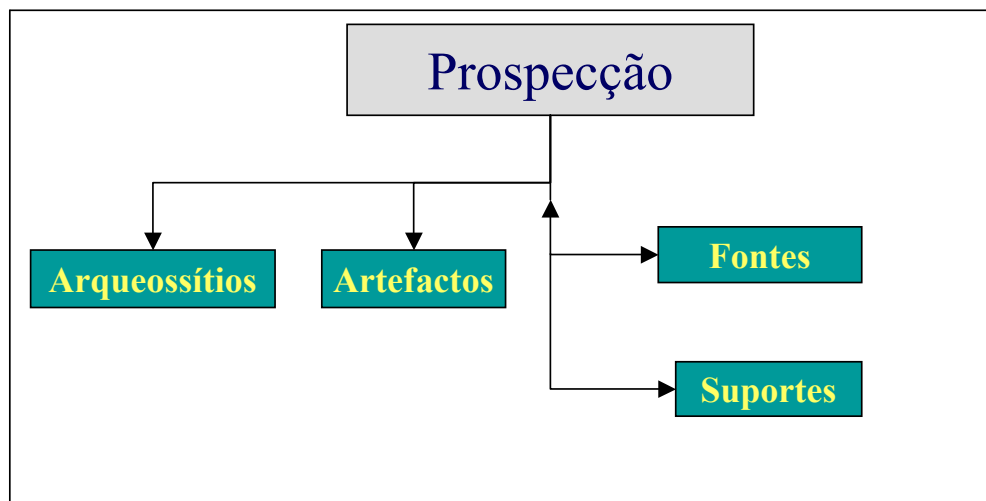 Prospecção
Arqueossítios
Artefactos
Fontes
Suportes